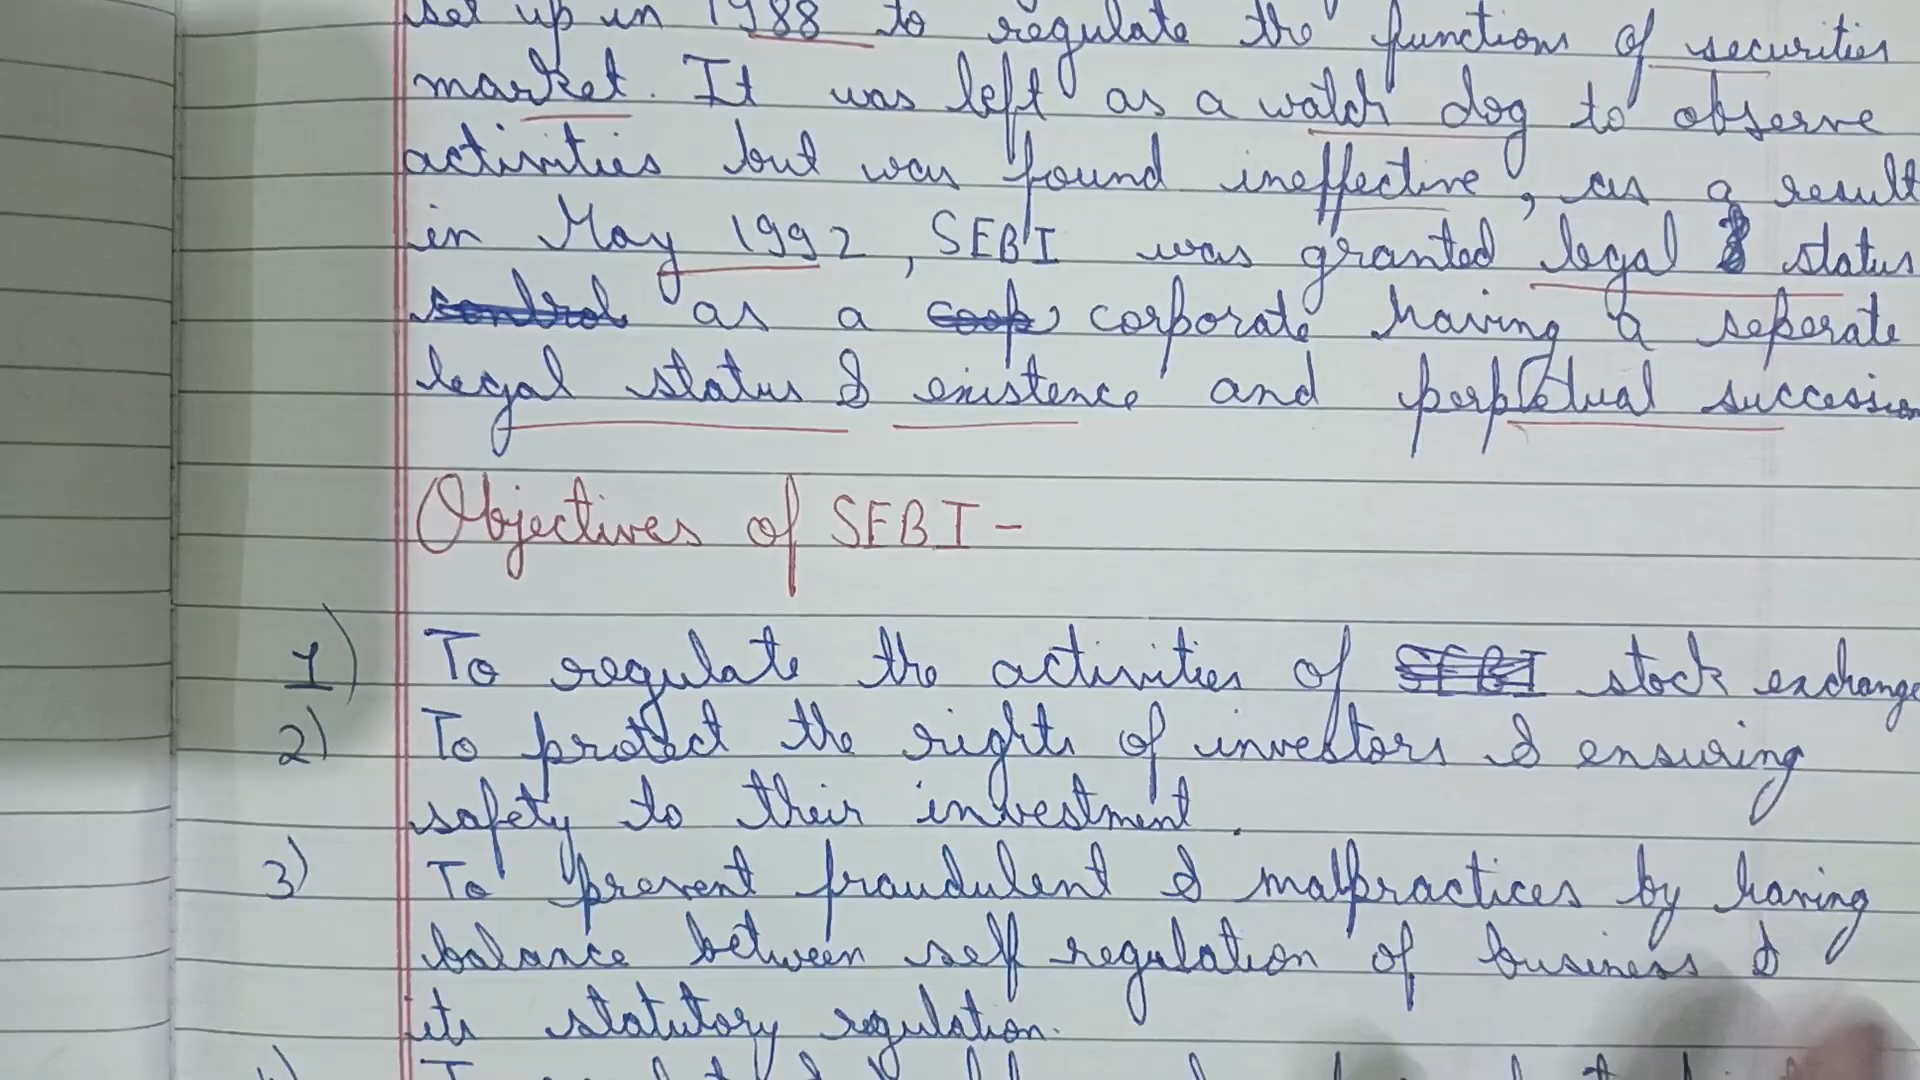 set up in 1988 to regulate the functions of securities
market. It was left as a watch dog to observe
activities but was found ineffective, as a result
in May 1992, SEBI was granted legal status
as a corporate having a seperate
legal status & existence and perpetual succession
Objectives of SEBI -
1) To regulate the activities of SEBI stock exchange
2) To protect the rights of investors & ensuring
safety to their investment.
3) To prevent fraudulent & malpractices by having
balance between self regulation of business &
its statutory regulation.